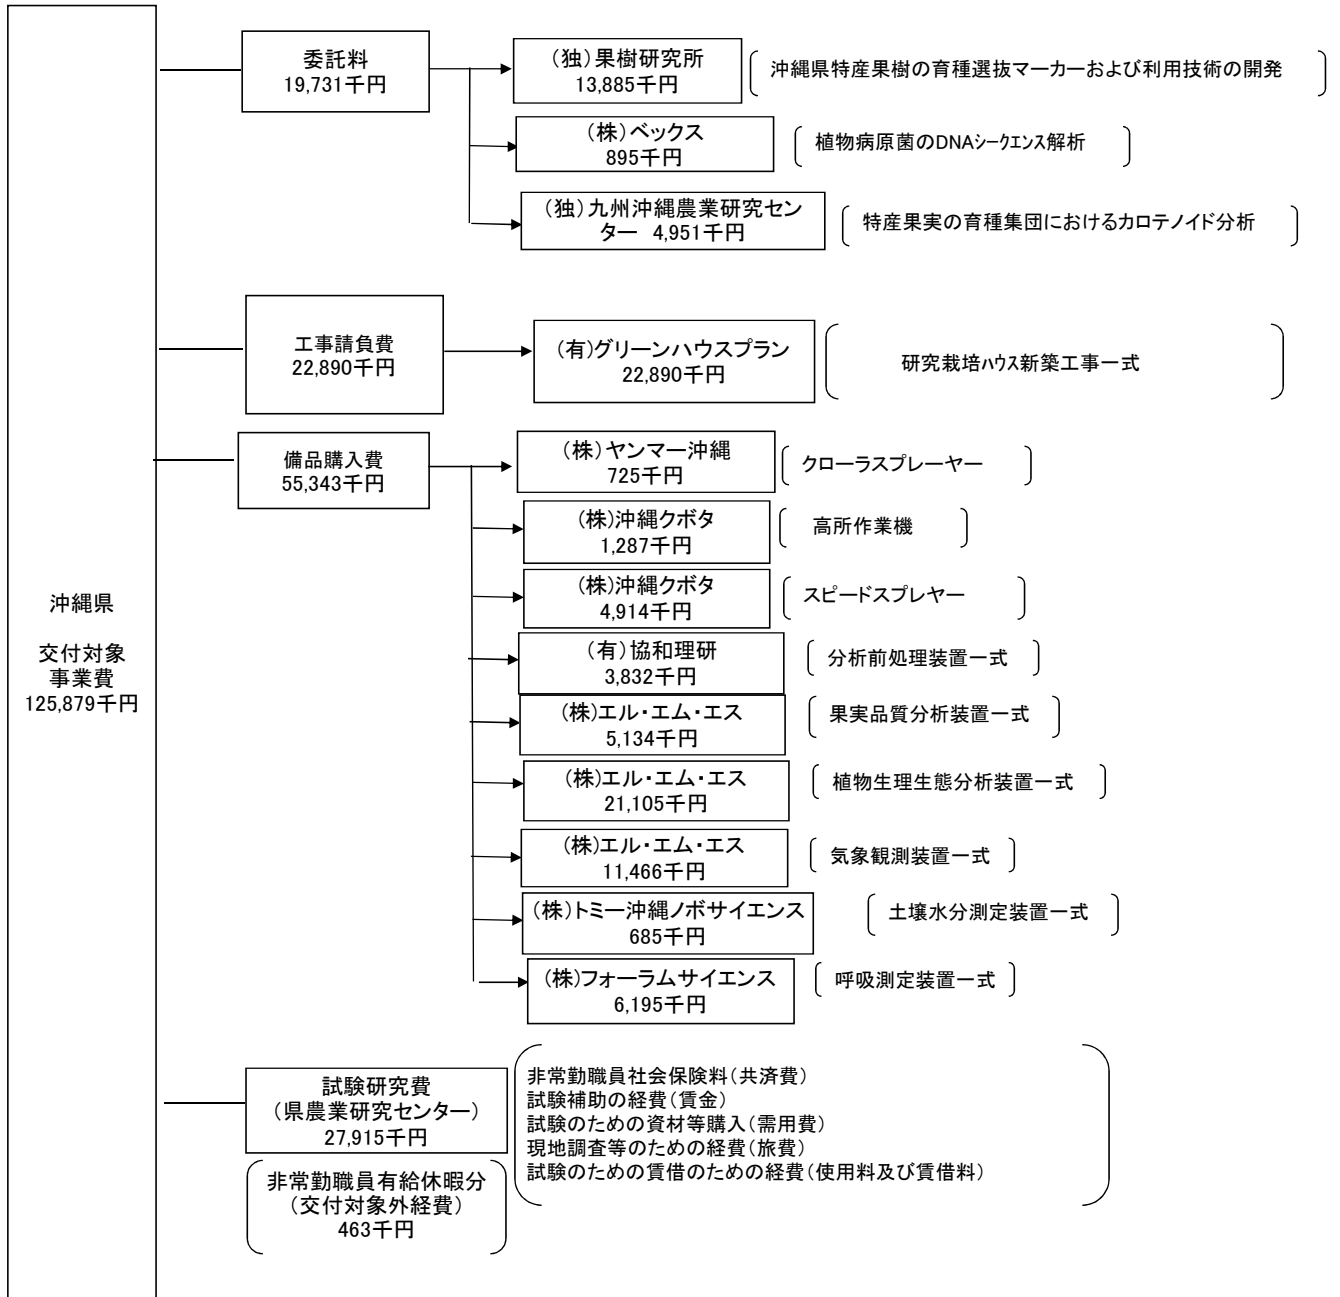 沖縄県
交付対象
事業費
125,879千円
委託料
19,731千円
(独)果樹研究所
13,885千円
沖縄県特産果樹の育種選抜マーカーおよび利用技術の開発
(株)ベックス
895千円
植物病原菌のDNAシークエンス解析
(独)九州沖縄農業研究セン
ター 4,951千円
特産果実の育種集団におけるカロテノイド分析
工事請負費
22,890千円
(有)グリーンハウスプラン
22,890千円
研究栽培ハウス新築工事一式
備品購入費
55,343千円
(株)ヤンマー沖縄
725千円
クローラスプレーヤー
(株)沖縄クボタ
1,287千円
高所作業機
(株)沖縄クボタ
4,914千円
スピードスプレヤー
(有)協和理研
3,832千円
分析前処理装置一式
(株)エル・エム・エス
5,134千円
果実品質分析装置一式
(株)エル・エム・エス
21,105千円
植物生理生態分析装置一式
(株)エル・エム・エス
11,466千円
気象観測装置一式
(株)トミー沖縄ノボサイエンス
685千円
土壌水分測定装置一式
(株)フォーラムサイエンス
6,195千円
呼吸測定装置一式
試験研究費
(県農業研究センター)
27,915千円
非常勤職員社会保険料(共済費)
試験補助の経費(賃金)
試験のための資材等購入(需用費)
現地調査等のための経費(旅費)
試験のための賃借のための経費(使用料及び賃借料)
非常勤職員有給休暇分
(交付対象外経費)
463千円